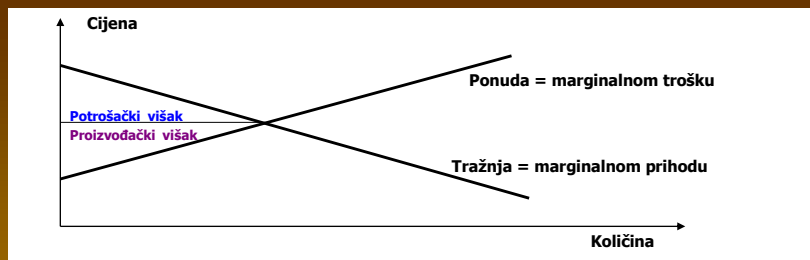 Cijena
Ponuda = marginalnom trošku
Potrošački višak
Proizvođački višak
Tražnja = marginalnom prihodu
Količina